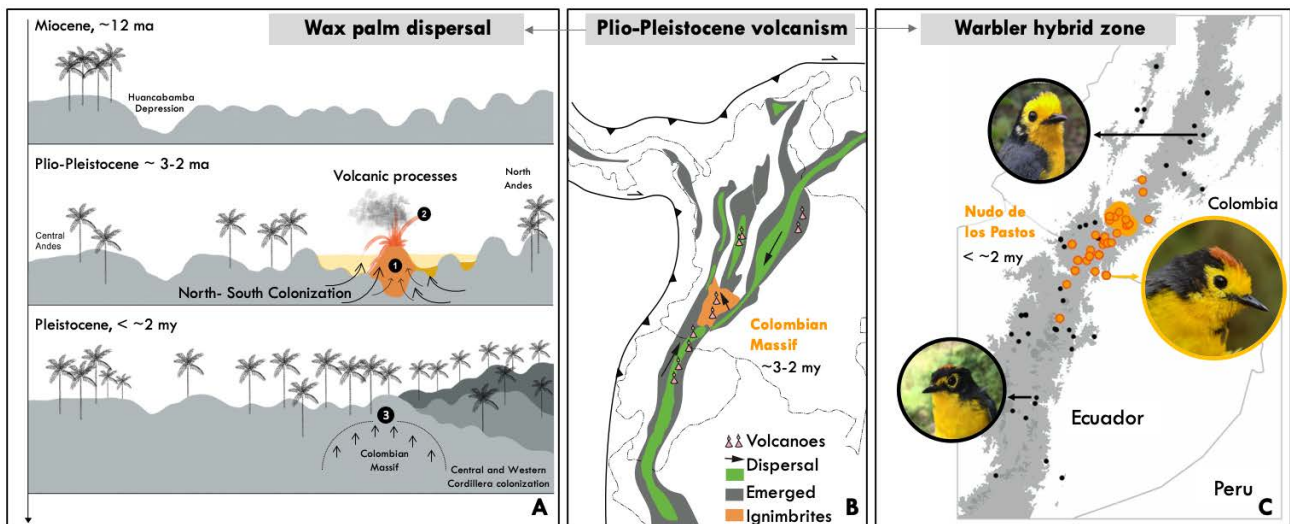 Wax palm dispersal
Plio-Pleistocene volcanism
Warbler hybrid zone
Miocene, ~12 ma
Huancabamba
Depression
Plio-Pleistocene ~ 3-2 ma
Volcanic processes
North
Andes
2
Central
Andes
1
North- South Colonization
Pleistocene, < ~2 my
3
Colombian
Massif
Central and Western
Cordillera colonization
A
Colombian
Massif
~3-2 my
Volcanoes
Dispersal
Emerged
Ignimbrites
B
Nudo de
los Pastos
< ~2 my
Colombia
Ecuador
Peru
C